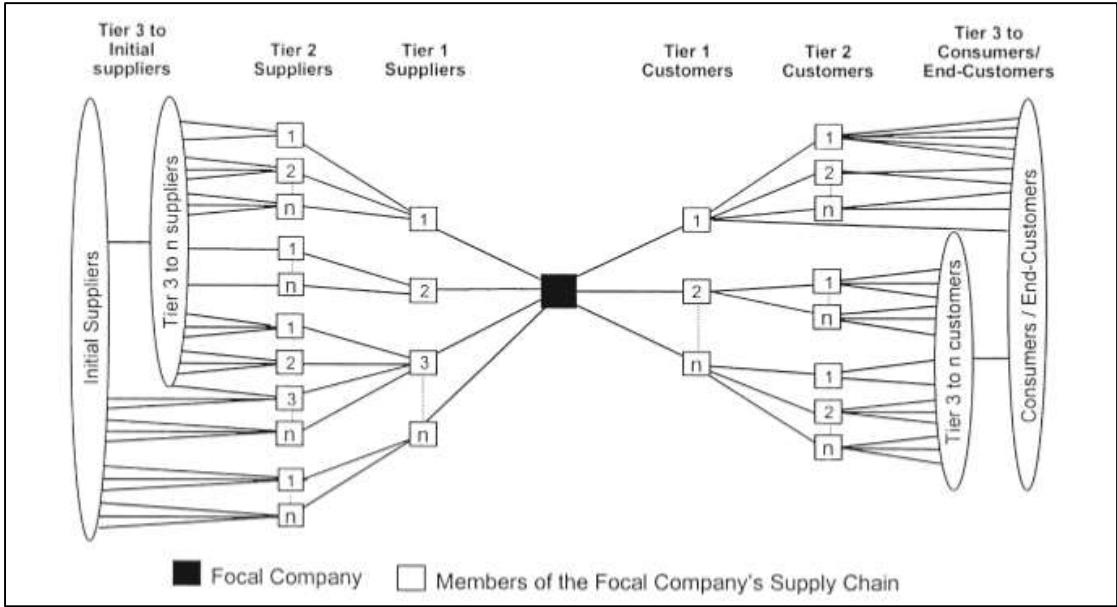 Tier 3 to
Initial
suppliers
Tier 2
Suppliers
Tier 1
Suppliers
Tier 1
Customers
Tier 2
Customers
Tier 3 to
Consumers/
End-Customers
Initial Suppliers
Tier 3 to n suppliers
1
2
n
1
n
1
2
3
n
1
n
1
2
3
n
1
2
n
1
2
n
1
n
1
2
n
Tier 3 to n customers
Consumers / End-Customers
Focal Company
Members of the Focal Company's Supply Chain